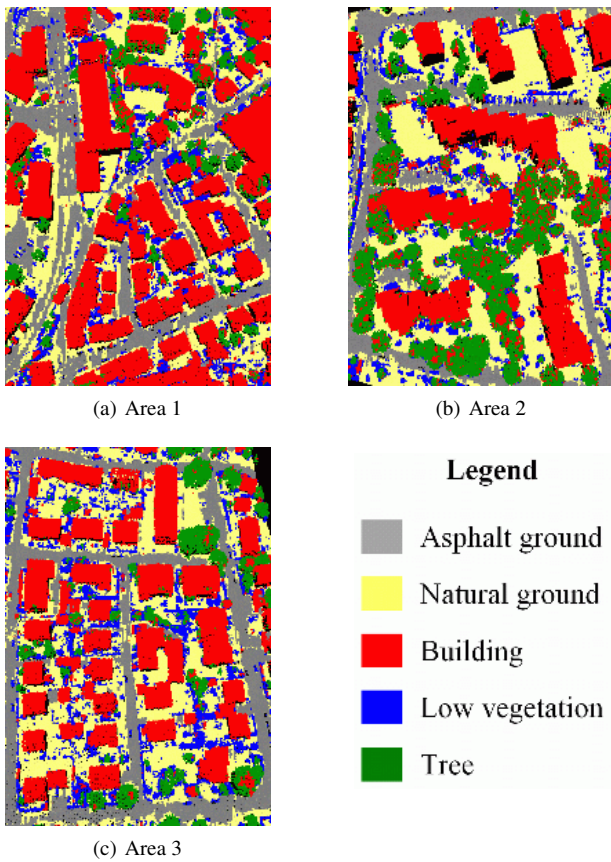 (a) Area 1
(b) Area 2
Legend
Asphalt ground
Natural ground
Building
Low vegetation
Tree
(c) Area 3